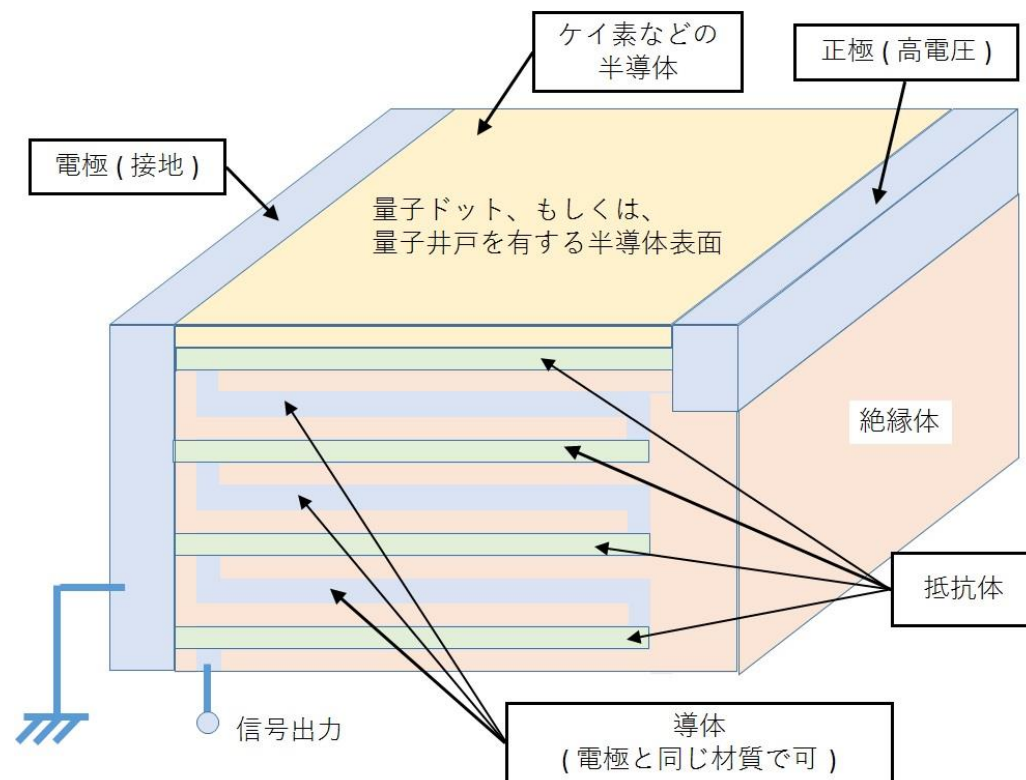 ケイ素などの
半導体
正極 ( 高電圧 )
電極 ( 接地 )
量子ドット、もしくは、
量子井戸を有する半導体表面
絶縁体
抵抗体
信号出力
導体
( 電極と同じ材質で可 )